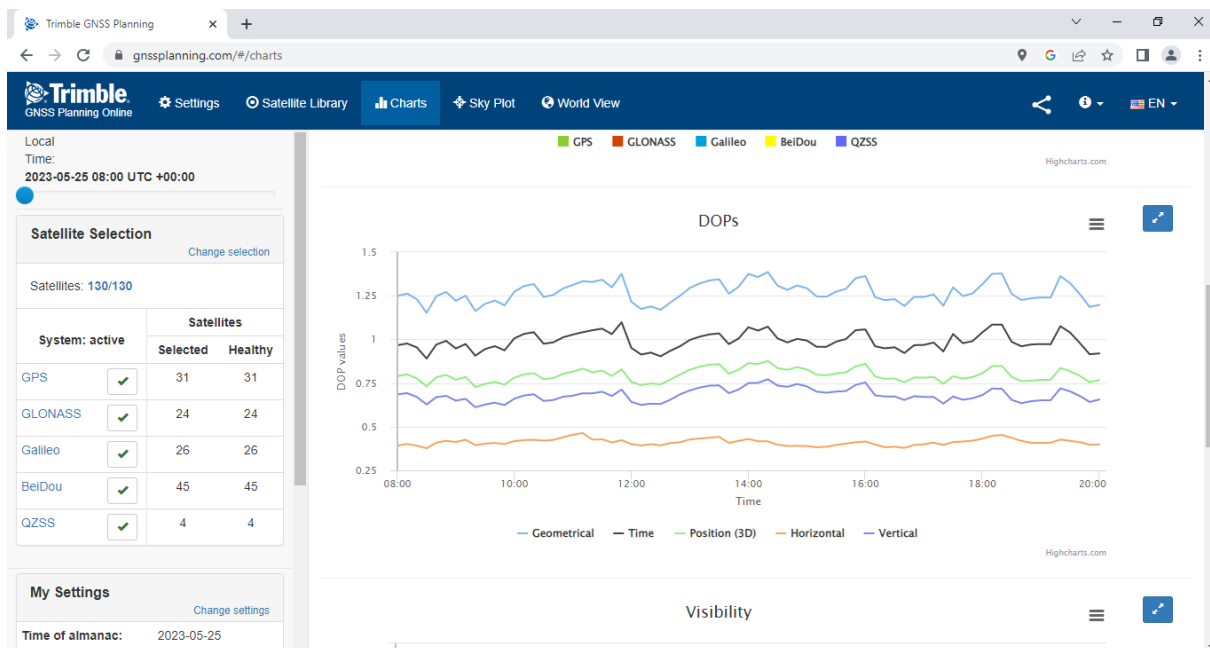 Trimble GNSS Planning
gnssplanning.com/#/charts
Trimble.
GNSS Planning Online
Settings
Satellite Library
Charts
Sky Plot
World View
EN
Local
Time:
2023-05-25 08:00 UTC +00:00
Satellite Selection
Change selection
Satellites: 130/130
System: active Satellites
Selected Healthy
GPS 31 31
GLONASS 24 24
Galileo 26 26
BeiDou 45 45
QZSS 4 4
My Settings
Change settings
Time of almanac: 2023-05-25
GPS GLONASS Galileo BeiDou QZSS
Highcharts.com
DOPs
DOP values
1.5
1.25
1
0.75
0.5
0.25
08:00 10:00 12:00 14:00 16:00 18:00 20:00
Time
Geometrical Time Position (3D) Horizontal Vertical
Highcharts.com
Visibility